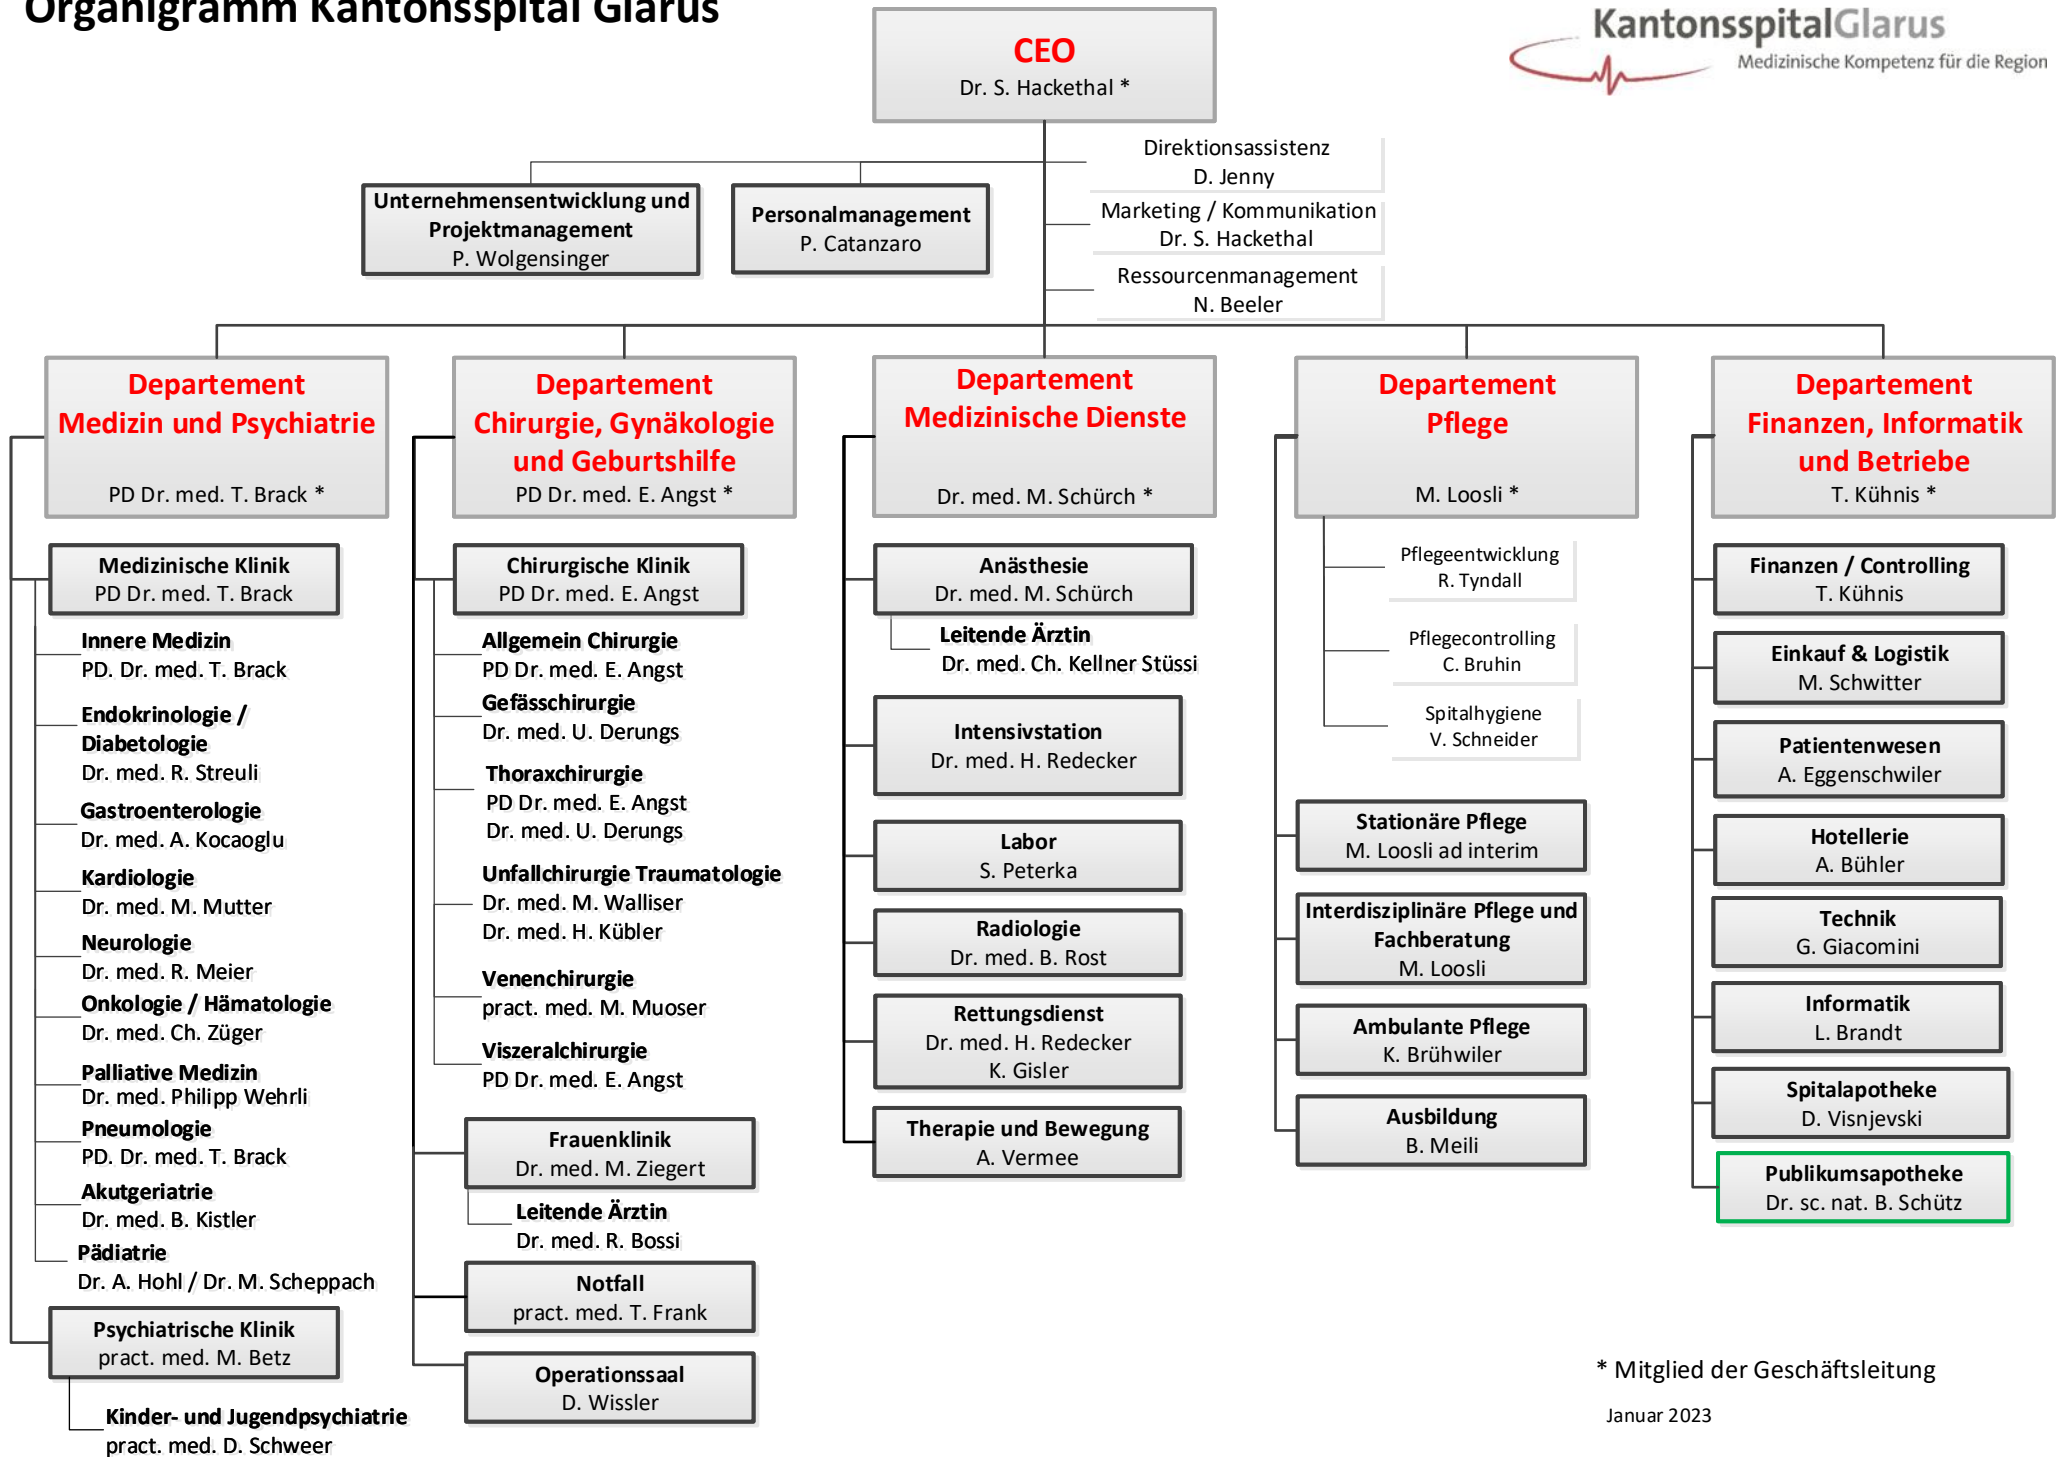 Organigramm Kantonsspital Glarus
KantonsspitalGlarus
Medizinische Kompetenz für die Region
CEO
Dr. S. Hackethal *
Direktionsassistenz
D. Jenny
Marketing / Kommunikation
Dr. S. Hackethal
Ressourcenmanagement
N. Beeler
Unternehmensentwicklung und
Projektmanagement
P. Wolgensinger
Personalmanagement
P. Catanzaro
Departement
Medizin und Psychiatrie
PD Dr. med. T. Brack *
Medizinische Klinik
PD Dr. med. T. Brack
Innere Medizin
PD. Dr. med. T. Brack
Endokrinologie /
Diabetologie
Dr. med. R. Streuli
Gastroenterologie
Dr. med. A. Kocaoglu
Kardiologie
Dr. med. M. Mutter
Neurologie
Dr. med. R. Meier
Onkologie / Hämatologie
Dr. med. Ch. Züger
Palliative Medizin
Dr. med. Philipp Wehrli
Pneumologie
PD. Dr. med. T. Brack
Akutgeriatrie
Dr. med. B. Kistler
Pädiatrie
Dr. A. Hohl / Dr. M. Scheppach
Psychiatrische Klinik
pract. med. M. Betz
Kinder- und Jugendpsychiatrie
pract. med. D. Schweer
Departement
Chirurgie, Gynäkologie
und Geburtshilfe
PD Dr. med. E. Angst *
Chirurgische Klinik
PD Dr. med. E. Angst
Allgemein Chirurgie
PD Dr. med. E. Angst
Gefässchirurgie
Dr. med. U. Derungs
Thoraxchirurgie
PD Dr. med. E. Angst
Dr. med. U. Derungs
Unfallchirurgie Traumatologie
Dr. med. M. Walliser
Dr. med. H. Kübler
Venenchirurgie
pract. med. M. Muoser
Viszeralchirurgie
PD Dr. med. E. Angst
Frauenklinik
Dr. med. M. Ziegert
Leitende Ärztin
Dr. med. R. Bossi
Notfall
pract. med. T. Frank
Operationssaal
D. Wissler
Departement
Medizinische Dienste
Dr. med. M. Schürch *
Anästhesie
Dr. med. M. Schürch
Leitende Ärztin
Dr. med. Ch. Kellner Stüssi
Intensivstation
Dr. med. H. Redecker
Labor
S. Peterka
Radiologie
Dr. med. B. Rost
Rettungsdienst
Dr. med. H. Redecker
K. Gisler
Therapie und Bewegung
A. Vermee
Departement
Pflege
M. Loosli *
Pflegeentwicklung
R. Tyndall
Pflegecontrolling
C. Bruhin
Spitalhygiene
V. Schneider
Stationäre Pflege
M. Loosli ad interim
Interdisziplinäre Pflege und
Fachberatung
M. Loosli
Ambulante Pflege
K. Brühwiler
Ausbildung
B. Meili
Departement
Finanzen, Informatik
und Betriebe
T. Kühnis *
Finanzen / Controlling
T. Kühnis
Einkauf & Logistik
M. Schwitter
Patientenwesen
A. Eggenschwiler
Hotellerie
A. Bühler
Technik
G. Giacomini
Informatik
L. Brandt
Spitalapotheke
D. Visnjevski
Publikumsapotheke
Dr. sc. nat. B. Schütz
* Mitglied der Geschäftsleitung
Januar 2023